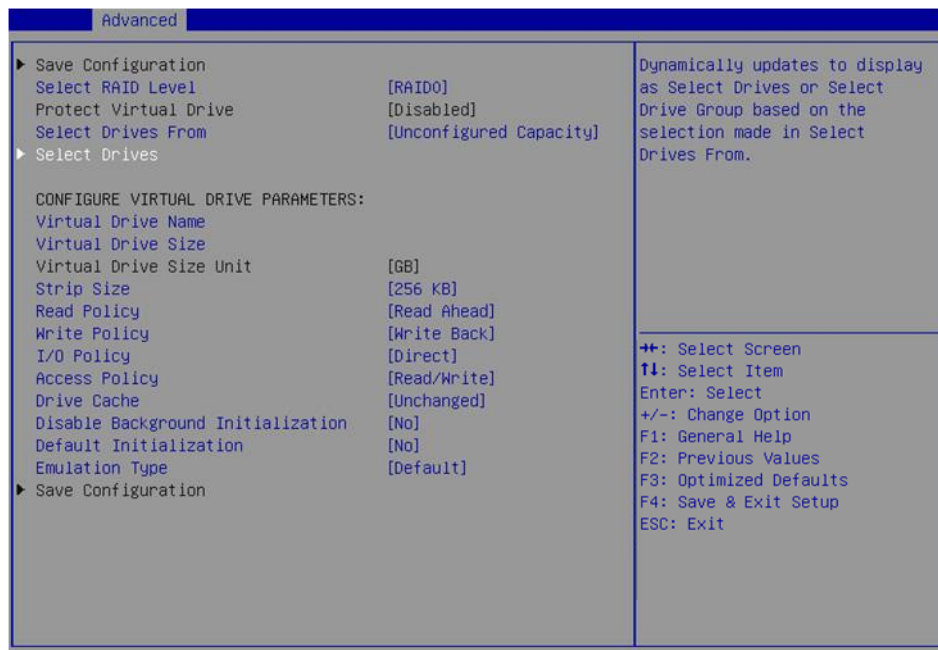 Advanced
Save Configuration
Select RAID Level [RAID0]
Protect Virtual Drive [Disabled]
Select Drives From [Unconfigured Capacity]
Select Drives
CONFIGURE VIRTUAL DRIVE PARAMETERS:
Virtual Drive Name
Virtual Drive Size
Virtual Drive Size Unit [GB]
Strip Size [256 KB]
Read Policy [Read Ahead]
Write Policy [Write Back]
I/O Policy [Direct]
Access Policy [Read/Write]
Drive Cache [Unchanged]
Disable Background Initialization [No]
Default Initialization [No]
Emulation Type [Default]
Save Configuration
Dynamically updates to display
as Select Drives or Select
Drive Group based on the
selection made in Select
Drives From.
→←: Select Screen
↑↓: Select Item
Enter: Select
+/-: Change Option
F1: General Help
F2: Previous Values
F3: Optimized Defaults
F4: Save & Exit Setup
ESC: Exit